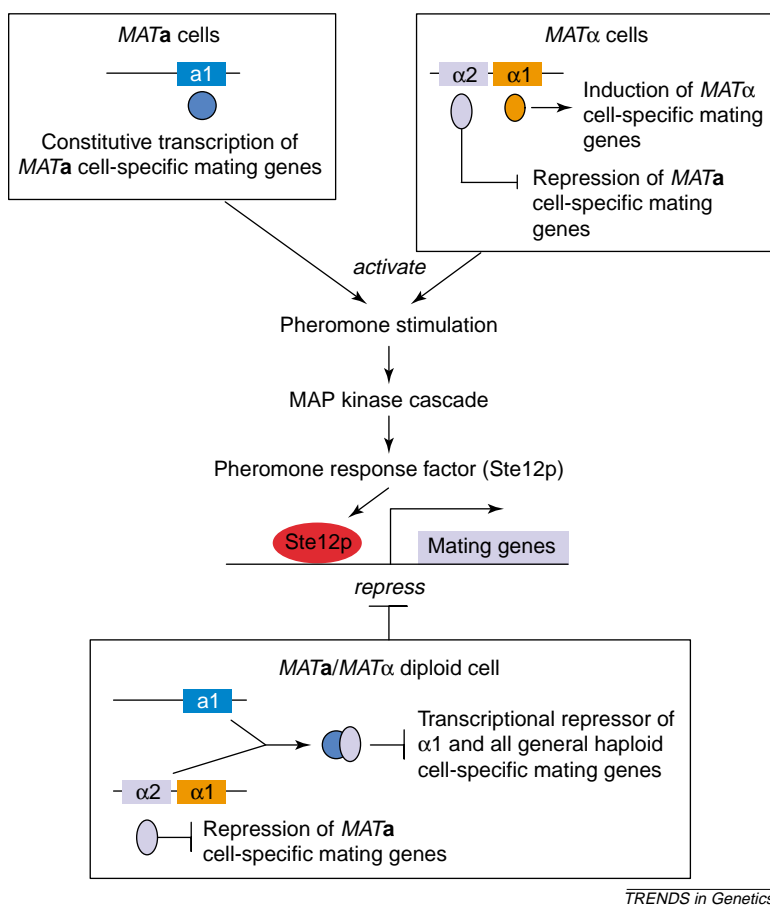 MATa cells
a1
Constitutive transcription of
MATa cell-specific mating genes
MATα cells
α2 α1
Induction of MATα
cell-specific mating
genes
Repression of MATa
cell-specific mating
genes
activate
Pheromone stimulation
MAP kinase cascade
Pheromone response factor (Ste12p)
Ste12p
Mating genes
repress
MATa/MATα diploid cell
a1
Transcriptional repressor of
α1 and all general haploid
cell-specific mating genes
α2 α1
Repression of MATa
cell-specific mating genes
TRENDS in Genetics